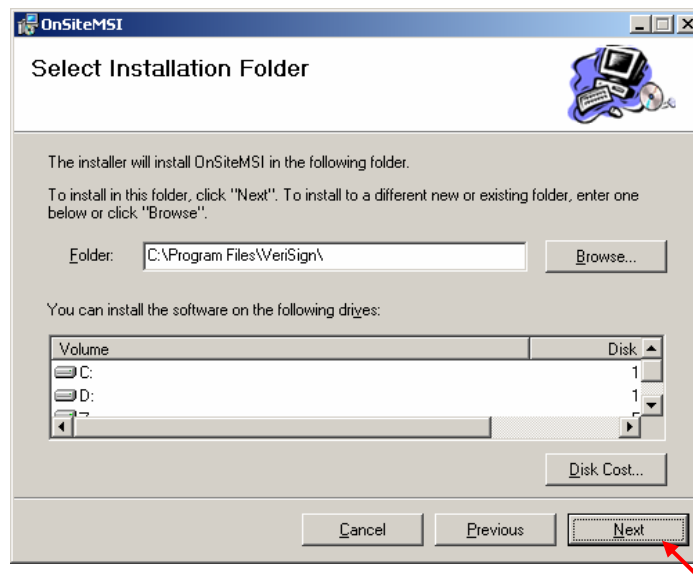 OnSiteMSI
Select Installation Folder
The installer will install OnSiteMSI in the following folder.
To install in this folder, click "Next". To install to a different new or existing folder, enter one
below or click "Browse".
Folder: C:\Program Files\VeriSign\ Browse...
You can install the software on the following drives:
Volume Disk
C: 1
D: 1
Disk Cost...
Cancel Previous Next